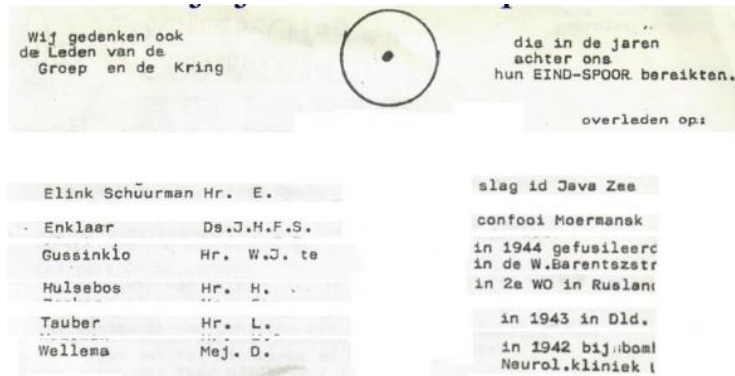 Wij gedenken ook
de Leden van de
Groep en de Kring
die in de jaren
achter ons
hun EIND-SPOOR bereikten.
overleden op:
Elink Schuurman Hr. E.
slag id Java Zee
Enklaar Ds.J.H.F.S.
confooi Moermansk
Gussinklo Hr. W.J. te
in 1944 gefusileerd
in de W.Barentszstr
Hulsebos Hr. H.
in 2e WO in Rusland
Tauber Hr. L.
in 1943 in Dld.
Wellema Mej. D.
in 1942 bij
Neurol.kliniek